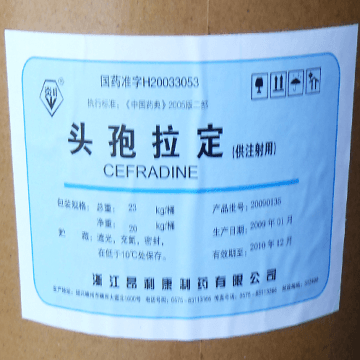 国药准字H20033053
执行标准：《中国药典》2005版二部
头孢拉定(供注射用)
CEFRADINE
包装规格： 总重： 23 kg/桶
净重： 20 kg/桶
贮 藏：遮光，充氮，密封，
在低于10℃处保存。
产品批号：20090135
生产日期：2009年01月
有效期至：2010年12月
浙江昂利康制药有限公司